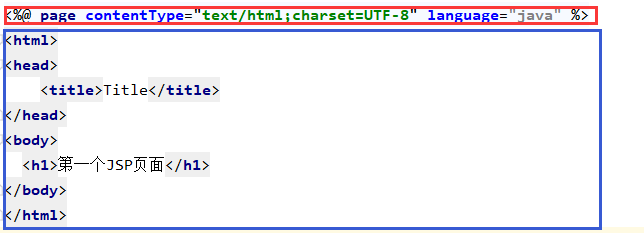 <%@ page contentType="text/html;charset=UTF-8" language="java" %>
<html>
<head>
    <title>Title</title>
</head>
<body>
  <h1>第一个JSP页面</h1>
</body>
</html>